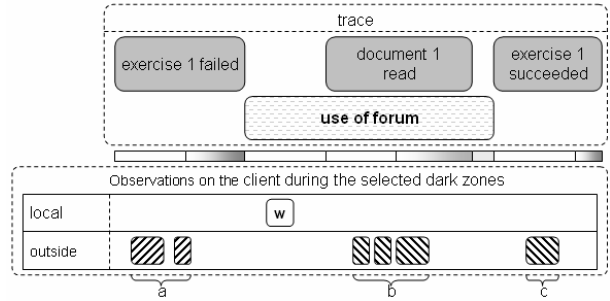 trace
exercise 1 failed
document 1
read
exercise 1
succeeded
use of forum
Observations on the client during the selected dark zones
local
w
outside
a
b
c